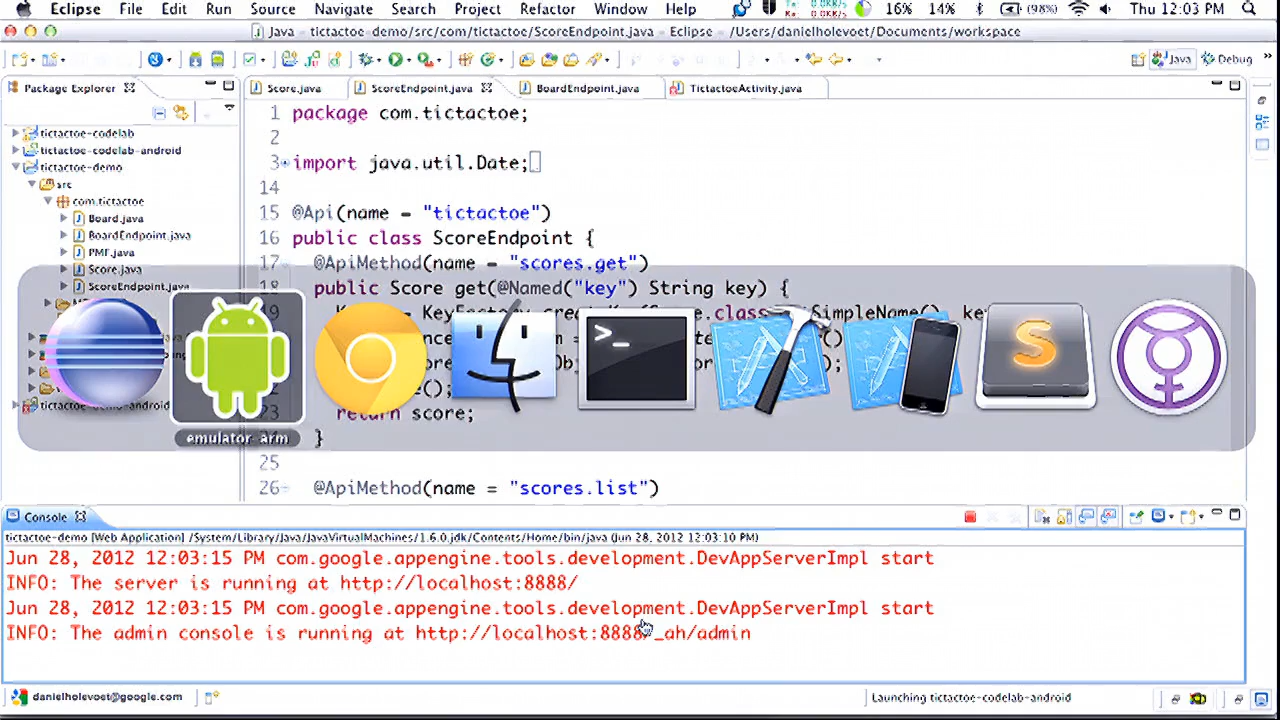 Eclipse File Edit Run Source Navigate Search Project Refactor Window Help 16% 14% (98%) Thu 12:03 PM
Java - tictactoe-demo/src/com/tictactoe/ScoreEndpoint.java - Eclipse - /Users/danielholevoet/Documents/workspace
Java Debug
Package Explorer Score.java ScoreEndpoint.java BoardEndpoint.java TictactoeActivity.java
1 package com.tictactoe;
2
3 import java.util.Date;
14
15 @Api(name = "tictactoe")
16 public class ScoreEndpoint {
17 @ApiMethod(name = "scores.get")
18 public Score get(@Named("key") String key) {
return score;
}
25
26 @ApiMethod(name = "scores.list")
tictactoe-codelab
tictactoe-codelab-android
tictactoe-demo
src
com.tictactoe
Board.java
BoardEndpoint.java
PMF.java
Score.java
ScoreEndpoint.java
tictactoe-demo-android
emulator-arm
Console
tictactoe-demo [Web Application] /System/Library/Java/JavaVirtualMachines/1.6.0.jdk/Contents/Home/bin/java (Jun 28, 2012 12:03:10 PM)
Jun 28, 2012 12:03:15 PM com.google.appengine.tools.development.DevAppServerImpl start
INFO: The server is running at http://localhost:8888/
Jun 28, 2012 12:03:15 PM com.google.appengine.tools.development.DevAppServerImpl start
INFO: The admin console is running at http://localhost:8888/_ah/admin
danielholevoet@google.com Launching tictactoe-codelab-android